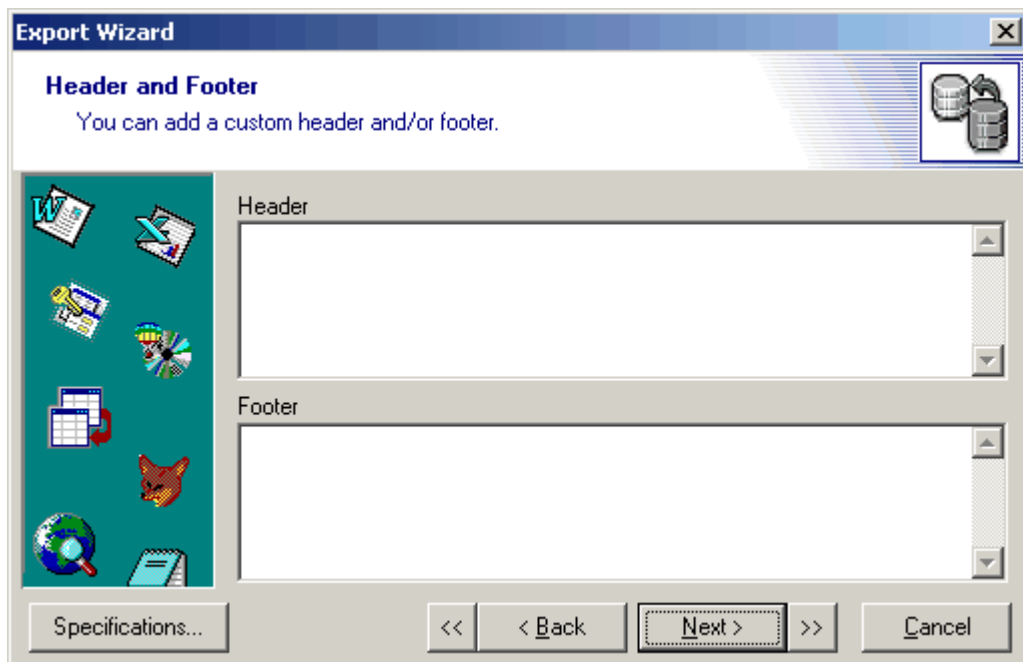 Export Wizard
Header and Footer
You can add a custom header and/or footer.
Header
Footer
Specifications...
<<
< Back
Next >
>>
Cancel